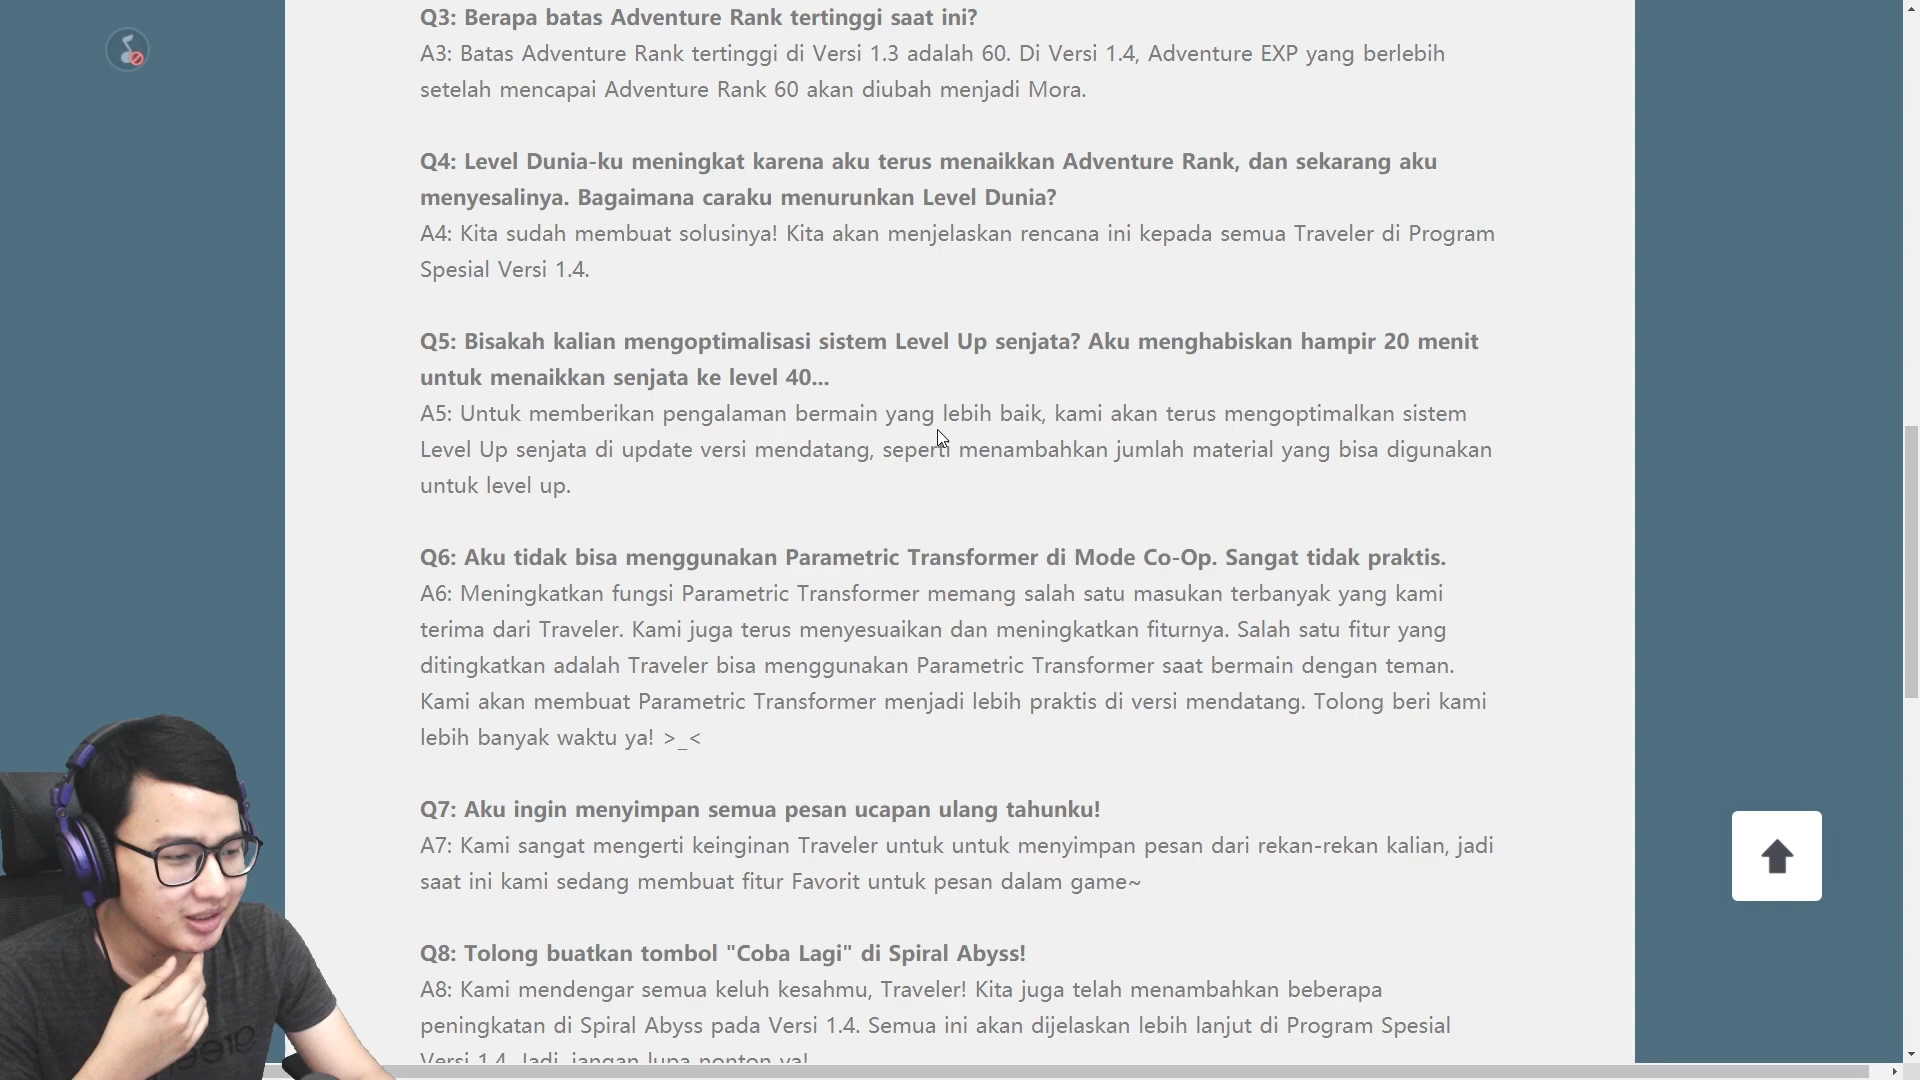 Q3: Berapa batas Adventure Rank tertinggi saat ini?
A3: Batas Adventure Rank tertinggi di Versi 1.3 adalah 60. Di Versi 1.4, Adventure EXP yang berlebih
setelah mencapai Adventure Rank 60 akan diubah menjadi Mora.
Q4: Level Dunia-ku meningkat karena aku terus menaikkan Adventure Rank, dan sekarang aku
menyesalinya. Bagaimana caraku menurunkan Level Dunia?
A4: Kita sudah membuat solusinya! Kita akan menjelaskan rencana ini kepada semua Traveler di Program
Spesial Versi 1.4.
Q5: Bisakah kalian mengoptimalisasi sistem Level Up senjata? Aku menghabiskan hampir 20 menit
untuk menaikkan senjata ke level 40...
A5: Untuk memberikan pengalaman bermain yang lebih baik, kami akan terus mengoptimalkan sistem
Level Up senjata di update versi mendatang, seperti menambahkan jumlah material yang bisa digunakan
untuk level up.
Q6: Aku tidak bisa menggunakan Parametric Transformer di Mode Co-Op. Sangat tidak praktis.
A6: Meningkatkan fungsi Parametric Transformer memang salah satu masukan terbanyak yang kami
terima dari Traveler. Kami juga terus menyesuaikan dan meningkatkan fiturnya. Salah satu fitur yang
ditingkatkan adalah Traveler bisa menggunakan Parametric Transformer saat bermain dengan teman.
Kami akan membuat Parametric Transformer menjadi lebih praktis di versi mendatang. Tolong beri kami
lebih banyak waktu ya! >_<
Q7: Aku ingin menyimpan semua pesan ucapan ulang tahunku!
A7: Kami sangat mengerti keinginan Traveler untuk untuk menyimpan pesan dari rekan-rekan kalian, jadi
saat ini kami sedang membuat fitur Favorit untuk pesan dalam game~
Q8: Tolong buatkan tombol "Coba Lagi" di Spiral Abyss!
A8: Kami mendengar semua keluh kesahmu, Traveler! Kita juga telah menambahkan beberapa
peningkatan di Spiral Abyss pada Versi 1.4. Semua ini akan dijelaskan lebih lanjut di Program Spesial
Versi 1.4. Jadi, jangan lupa nonton ya!